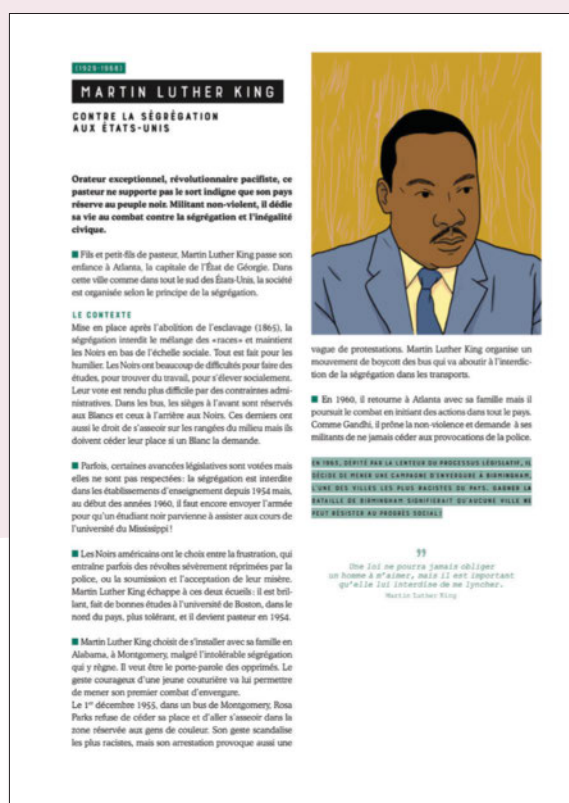 (1929-1968)
MARTIN LUTHER KING
CONTRE LA SÉGRÉGATION
AUX ÉTATS-UNIS
Orateur exceptionnel, révolutionnaire pacifiste, ce
pasteur ne supporte pas le sort indigne que son pays
réserve au peuple noir. Militant non-violent, il dédie
sa vie au combat contre la ségrégation et l'inégalité
civique.
■ Fils et petit-fils de pasteur, Martin Luther King passe son
enfance à Atlanta, la capitale de l'État de Géorgie. Dans
cette ville comme dans tout le sud des États-Unis, la société
est organisée selon le principe de la ségrégation.
LE CONTEXTE
Mise en place après l'abolition de l'esclavage (1865), la
ségrégation interdit le mélange des «races» et maintient
les Noirs en bas de l'échelle sociale. Tout est fait pour les
humilier. Les Noirs ont beaucoup de difficultés pour faire des
études, pour trouver du travail, pour s'élever socialement.
Leur vote est rendu plus difficile par des contraintes admi-
nistratives. Dans les bus, les sièges à l'avant sont réservés
aux Blancs et ceux à l'arrière aux Noirs. Ces derniers ont
aussi le droit de s'asseoir sur les rangées du milieu mais ils
doivent céder leur place si un Blanc la demande.
■ Parfois, certaines avancées législatives sont votées mais
elles ne sont pas respectées: la ségrégation est interdite
dans les établissements d'enseignement depuis 1954 mais,
au début des années 1960, il faut encore envoyer l'armée
pour qu'un étudiant noir parvienne à assister aux cours de
l'université du Mississippi!
■ Les Noirs américains ont le choix entre la frustration, qui
entraîne parfois des révoltes sévèrement réprimées par la
police, ou la soumission et l'acceptation de leur misère.
Martin Luther King échappe à ces deux écueils: il est bril-
lant, fait de bonnes études à l'université de Boston, dans le
nord du pays, plus tolérant, et il devient pasteur en 1954.
■ Martin Luther King choisit de s'installer avec sa famille en
Alabama, à Montgomery, malgré l'intolérable ségrégation
qui y règne. Il veut être le porte-parole des opprimés. Le
geste courageux d'une jeune couturière va lui permettre
de mener son premier combat d'envergure.
Le 1er décembre 1955, dans un bus de Montgomery, Rosa
Parks refuse de céder sa place et d'aller s'asseoir dans la
zone réservée aux gens de couleur. Son geste scandalise
les plus racistes, mais son arrestation provoque aussi une
vague de protestations. Martin Luther King organise un
mouvement de boycott des bus qui va aboutir à l'interdic-
tion de la ségrégation dans les transports.
■ En 1960, il retourne à Atlanta avec sa famille mais il
poursuit le combat en initiant des actions dans tout le pays.
Comme Gandhi, il prône la non-violence et demande à ses
militants de ne jamais céder aux provocations de la police.
EN 1963, DÉPITÉ PAR LA LENTEUR DU PROCESSUS LÉGISLATIF, IL
DÉCIDE DE MENER UNE CAMPAGNE D'ENVERGURE À BIRMINGHAM,
L'UNE DES VILLES LES PLUS RACISTES DU PAYS. GAGNER LA
BATAILLE DE BIRMINGHAM SIGNIFIERAIT QU'AUCUNE VILLE NE
PEUT RÉSISTER AU PROGRÈS SOCIAL!
”
Une loi ne pourra jamais obliger
un homme à m'aimer, mais il est important
qu'elle lui interdise de me lyncher.
Martin Luther King